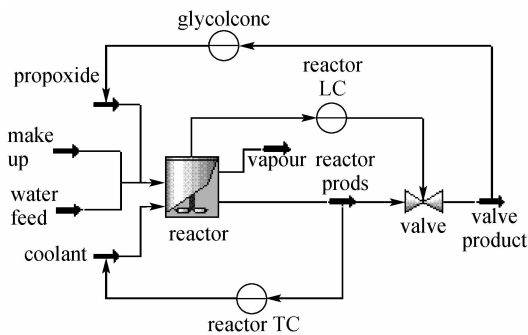 glycolconc
propoxide
reactor
LC
make
up
vapour
reactor
prods
water
feed
reactor
valve
valve
product
coolant
reactor TC